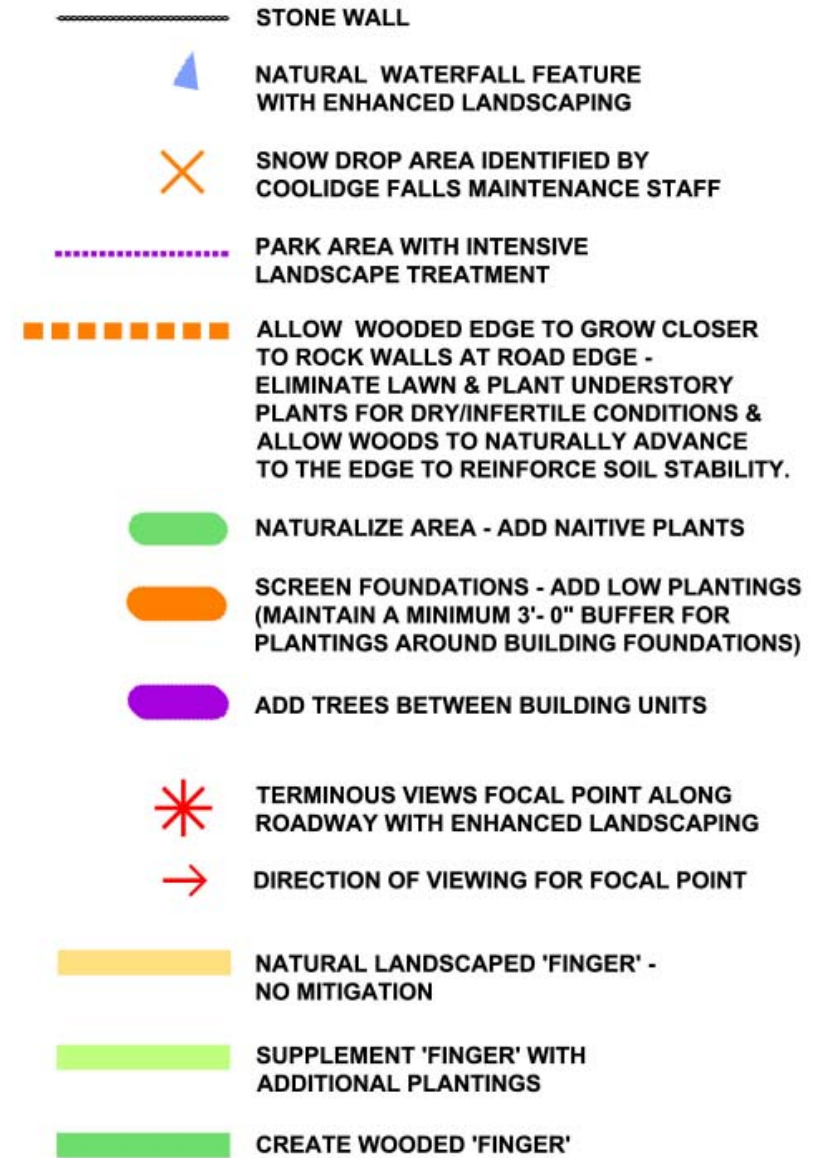 STONE WALL
NATURAL WATERFALL FEATURE
WITH ENHANCED LANDSCAPING
SNOW DROP AREA IDENTIFIED BY
COOLIDGE FALLS MAINTENANCE STAFF
PARK AREA WITH INTENSIVE
LANDSCAPE TREATMENT
ALLOW WOODED EDGE TO GROW CLOSER
TO ROCK WALLS AT ROAD EDGE -
ELIMINATE LAWN & PLANT UNDERSTORY
PLANTS FOR DRY/INFERTILE CONDITIONS &
ALLOW WOODS TO NATURALLY ADVANCE
TO THE EDGE TO REINFORCE SOIL STABILITY.
NATURALIZE AREA - ADD NAITIVE PLANTS
SCREEN FOUNDATIONS - ADD LOW PLANTINGS
(MAINTAIN A MINIMUM 3'- 0" BUFFER FOR
PLANTINGS AROUND BUILDING FOUNDATIONS)
ADD TREES BETWEEN BUILDING UNITS
TERMINOUS VIEWS FOCAL POINT ALONG
ROADWAY WITH ENHANCED LANDSCAPING
DIRECTION OF VIEWING FOR FOCAL POINT
NATURAL LANDSCAPED 'FINGER' -
NO MITIGATION
SUPPLEMENT 'FINGER' WITH
ADDITIONAL PLANTINGS
CREATE WOODED 'FINGER'